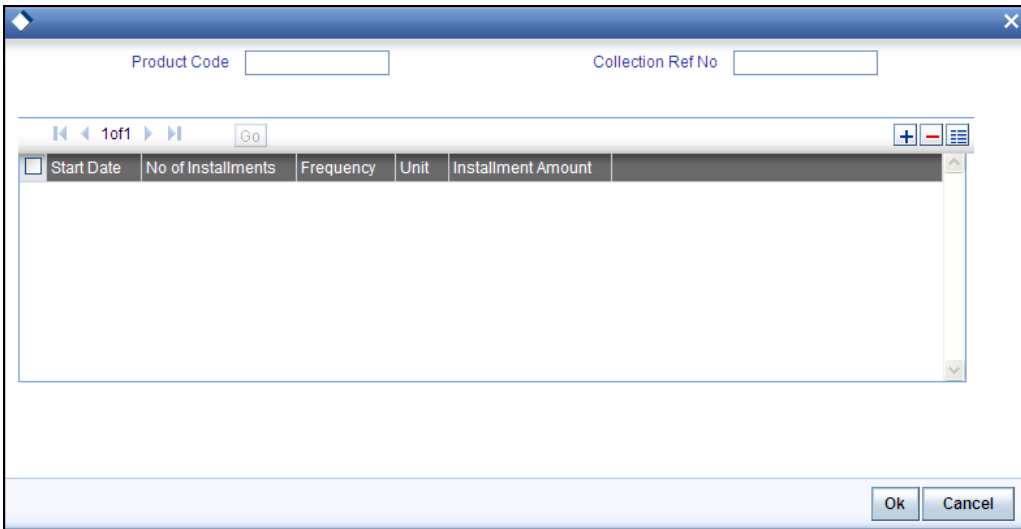 Product Code Collection Ref No
1of1 Go
Start Date No of Installments Frequency Unit Installment Amount
Ok Cancel